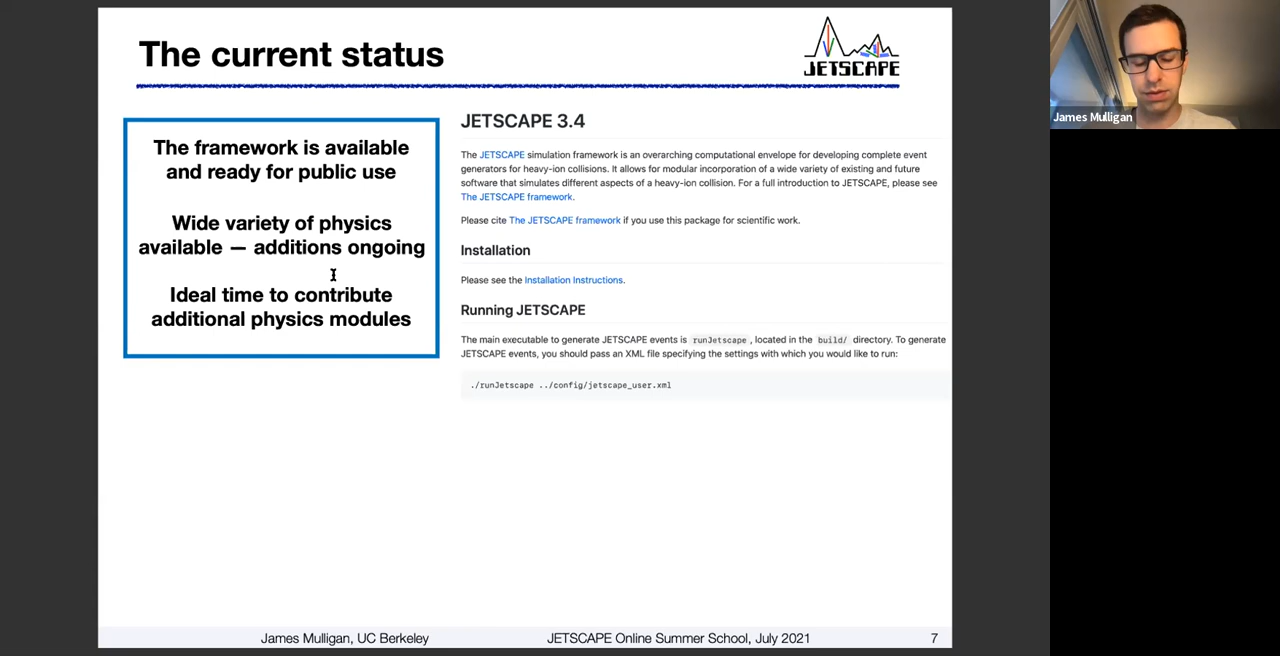 The current status
JETSCAPE
The framework is available
and ready for public use
Wide variety of physics
available — additions ongoing
Ideal time to contribute
additional physics modules
JETSCAPE 3.4
The JETSCAPE simulation framework is an overarching computational envelope for developing complete event
generators for heavy-ion collisions. It allows for modular incorporation of a wide variety of existing and future
software that simulates different aspects of a heavy-ion collision. For a full introduction to JETSCAPE, please see
The JETSCAPE framework.
Please cite The JETSCAPE framework if you use this package for scientific work.
Installation
Please see the Installation Instructions.
Running JETSCAPE
The main executable to generate JETSCAPE events is runJetscape , located in the build/ directory. To generate
JETSCAPE events, you should pass an XML file specifying the settings with which you would like to run:
./runJetscape ../config/jetscape_user.xml
James Mulligan, UC Berkeley
JETSCAPE Online Summer School, July 2021
7
James Mulligan